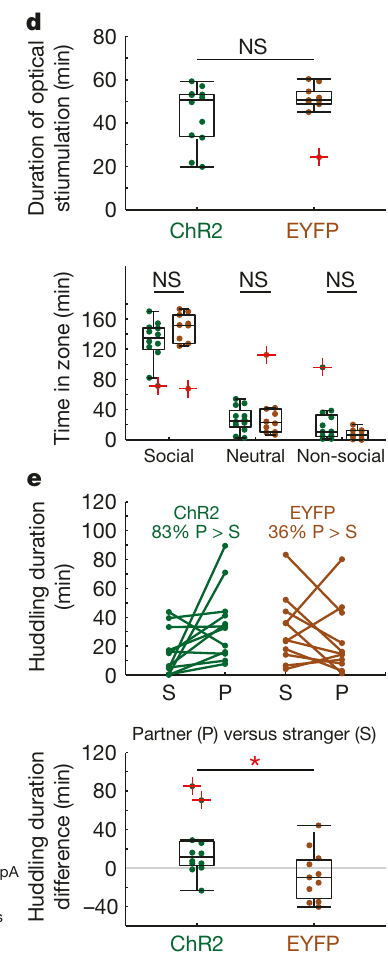 d
Duration of optical
stiumulation (min)
80
60
40
20
0
NS
ChR2
EYFP
Time in zone (min)
160
120
80
40
0
NS
NS
NS
Social
Neutral
Non-social
e
Huddling duration
(min)
120
100
80
60
40
20
0
ChR2
83% P > S
EYFP
36% P > S
S
P
S
P
Partner (P) versus stranger (S)
Huddling duration
difference (min)
120
80
40
0
−40
*
ChR2
EYFP
pA
s